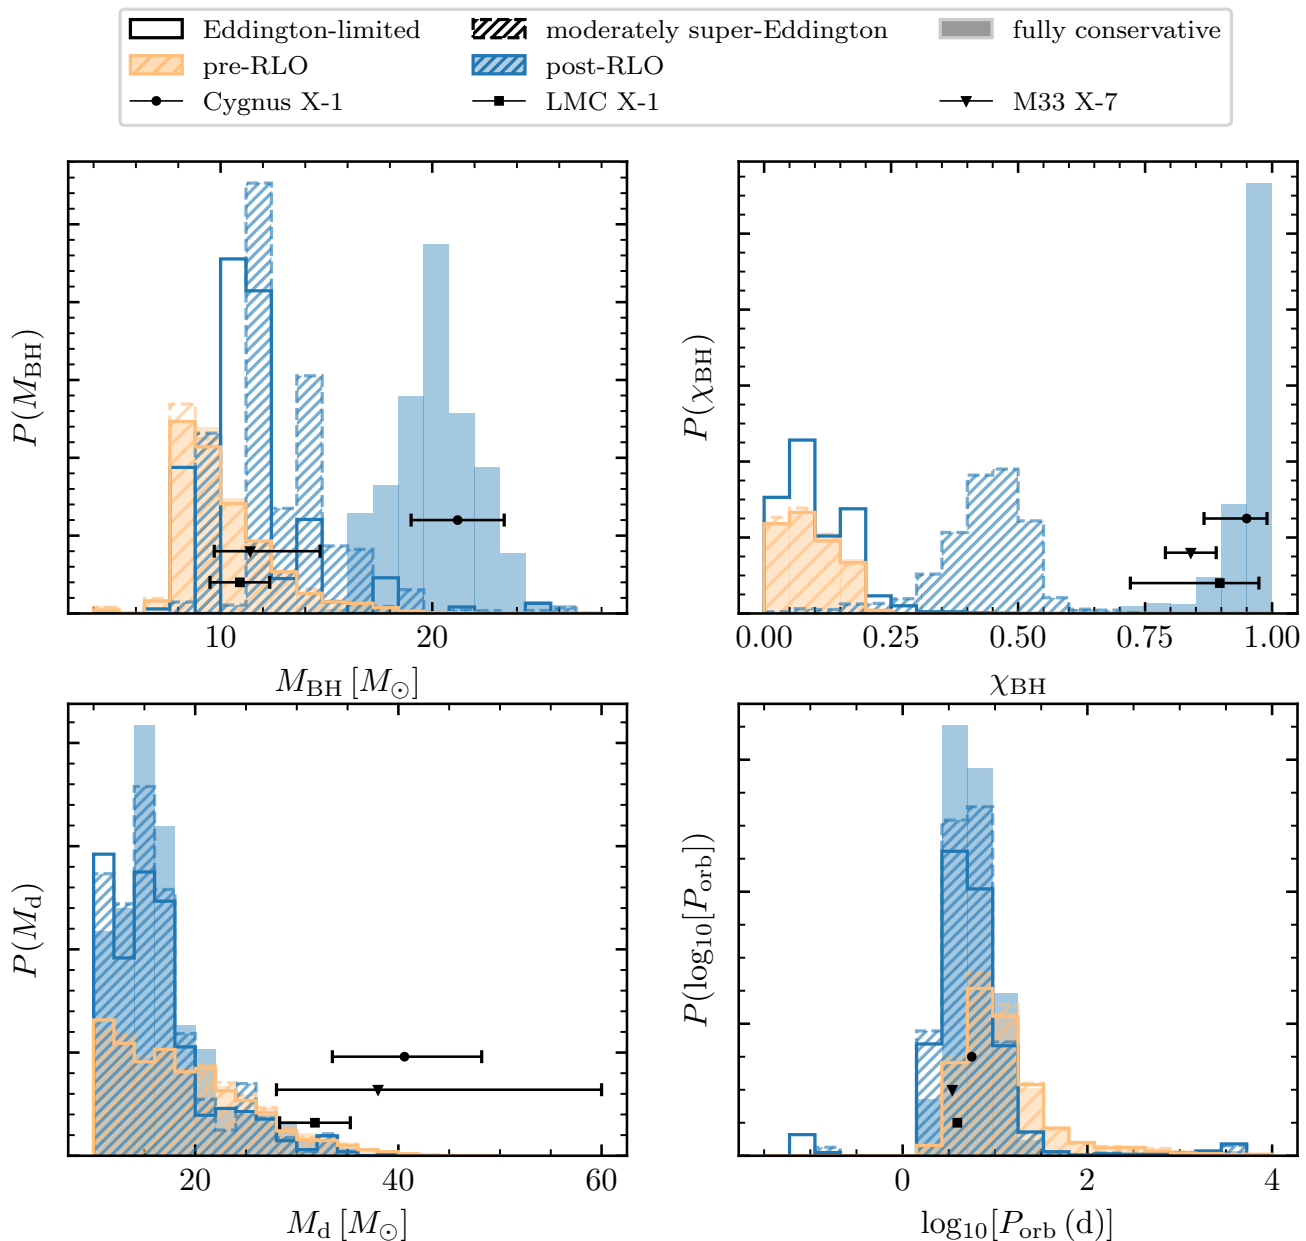 Eddington-limited moderately super-Eddington fully conservative
pre-RLO post-RLO
Cygnus X-1 LMC X-1 M33 X-7
P(M_BH)
10 20
M_BH [M_⊙]
P(χ_BH)
0.00 0.25 0.50 0.75 1.00
χ_BH
P(M_d)
20 40 60
M_d [M_⊙]
P(log₁₀[P_orb])
0 2 4
log₁₀[P_orb (d)]